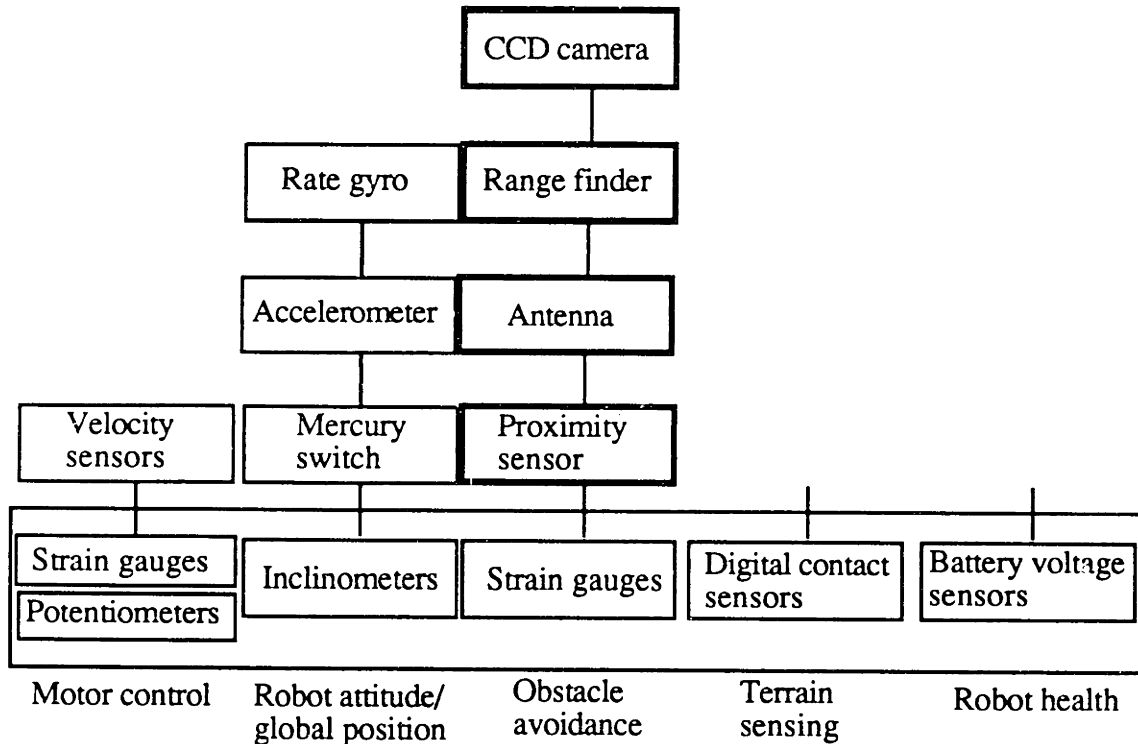 CCD camera
Rate gyro
Range finder
Accelerometer
Antenna
Velocity
sensors
Mercury
switch
Proximity
sensor
Strain gauges
Potentiometers
Inclinometers
Strain gauges
Digital contact
sensors
Battery voltage
sensors
Motor control
Robot attitude/
global position
Obstacle
avoidance
Terrain
sensing
Robot health